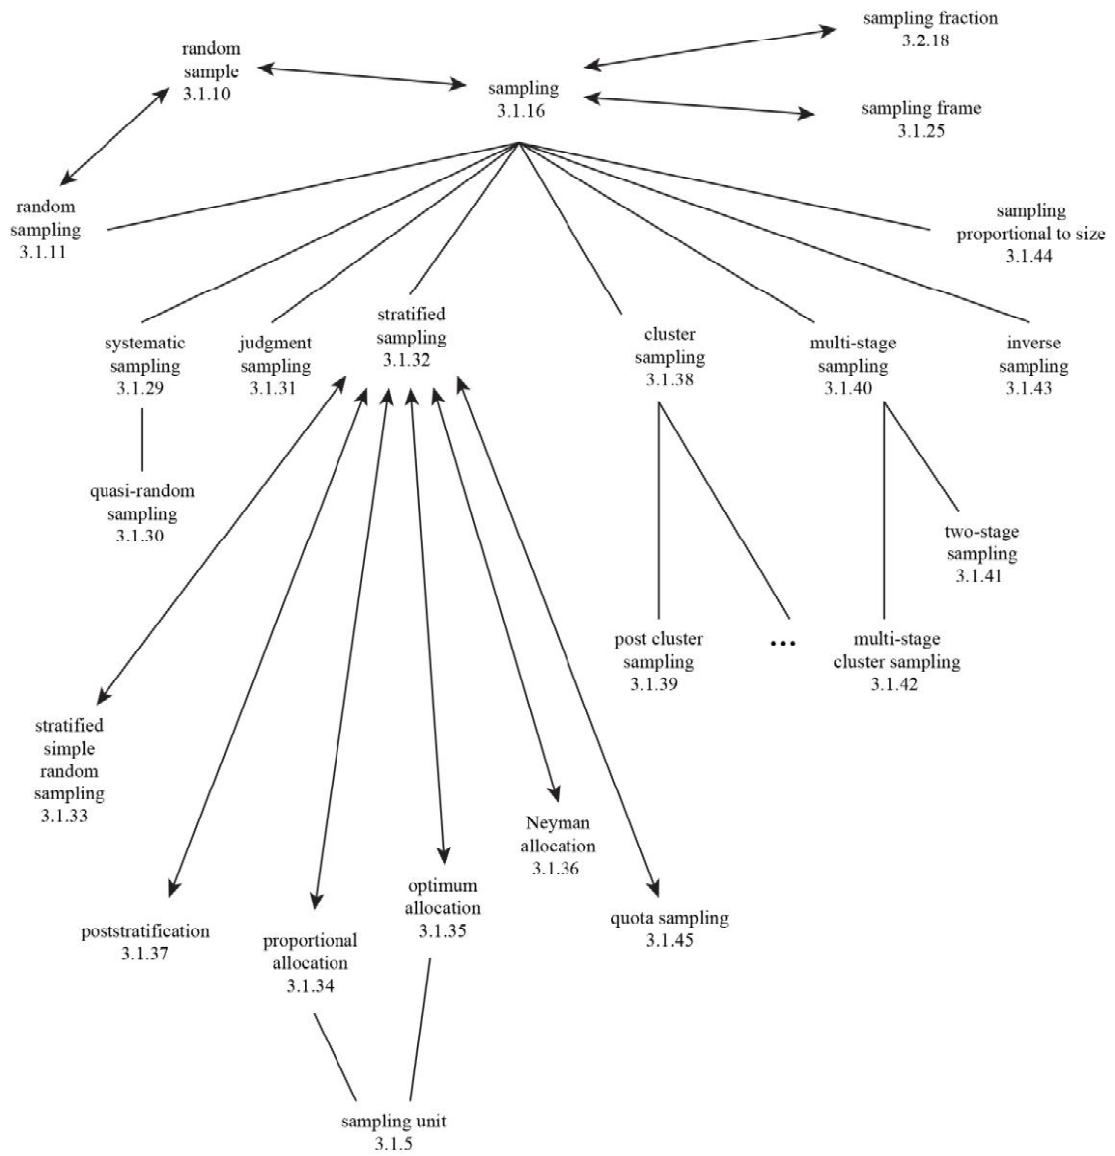 sampling fraction
3.2.18
random
sample
3.1.10
sampling
3.1.16
sampling frame
3.1.25
random
sampling
3.1.11
sampling
proportional to size
3.1.44
systematic
sampling
3.1.29
judgment
sampling
3.1.31
stratified
sampling
3.1.32
cluster
sampling
3.1.38
multi-stage
sampling
3.1.40
inverse
sampling
3.1.43
quasi-random
sampling
3.1.30
two-stage
sampling
3.1.41
post cluster
sampling
3.1.39
...
multi-stage
cluster sampling
3.1.42
stratified
simple
random
sampling
3.1.33
Neyman
allocation
3.1.36
poststratification
3.1.37
proportional
allocation
3.1.34
optimum
allocation
3.1.35
quota sampling
3.1.45
sampling unit
3.1.5